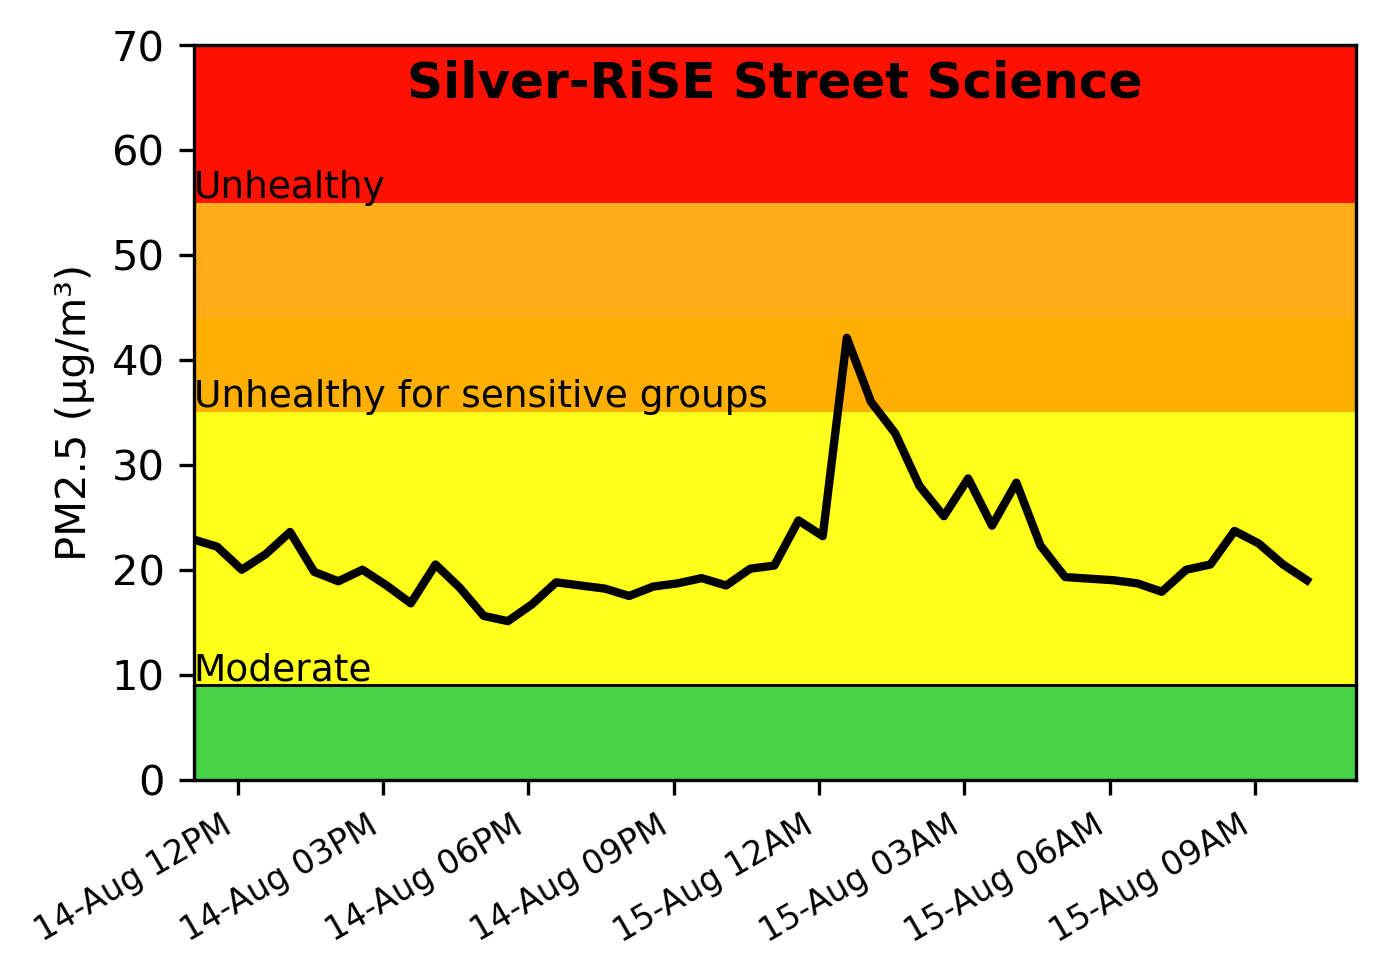 Silver-RiSE Street Science
70
60
Unhealthy
50
40
Unhealthy for sensitive groups
30
20
Moderate
10
0
PM2.5 (µg/m³)
14-Aug 12PM
14-Aug 03PM
14-Aug 06PM
14-Aug 09PM
15-Aug 12AM
15-Aug 03AM
15-Aug 06AM
15-Aug 09AM